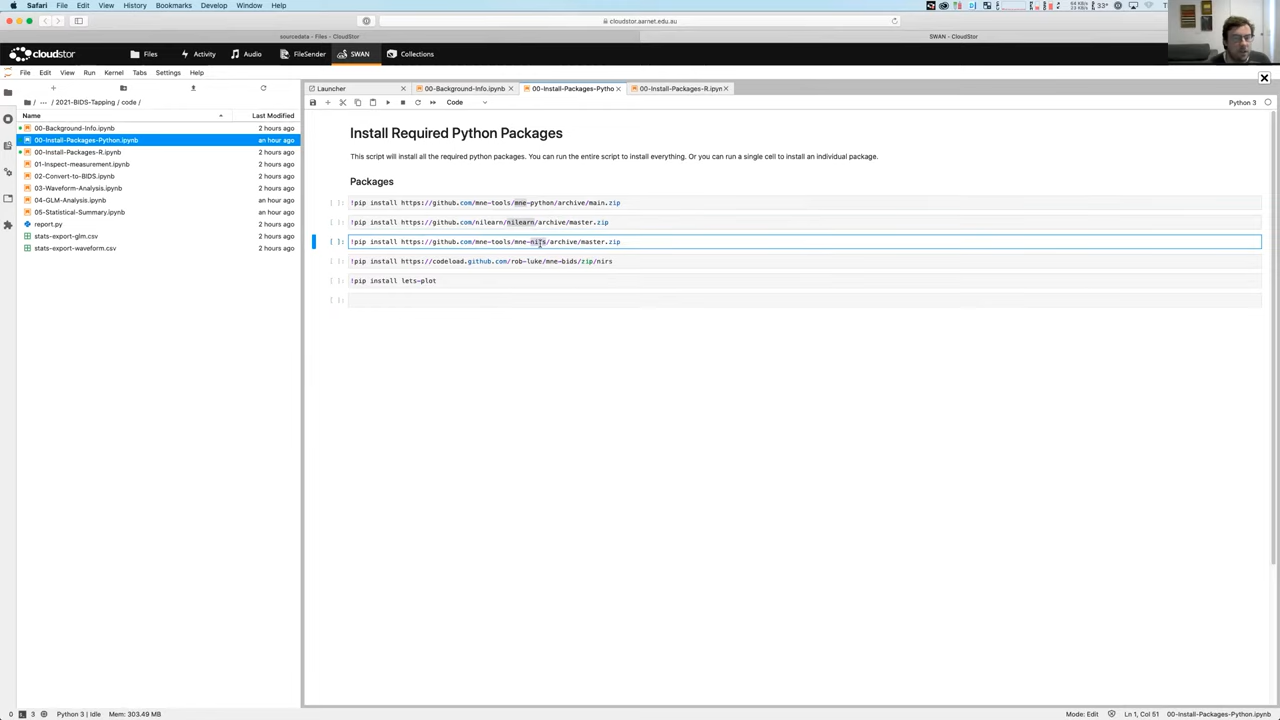 Safari File Edit View History Bookmarks Develop Window Help
cloudstor.aarnet.edu.au
sourcedata - Files - CloudStor
SWAN - CloudStor
cloudstor Files Activity Audio FileSender SWAN Collections
File Edit View Run Kernel Tabs Settings Help
Launcher
00-Background-Info.ipynb
00-Install-Packages-Pytho
00-Install-Packages-R.ipyn
/ ··· / 2021-BIDS-Tapping / code /
Code
Python 3
Name Last Modified
00-Background-Info.ipynb 2 hours ago
00-Install-Packages-Python.ipynb an hour ago
00-Install-Packages-R.ipynb 2 hours ago
01-Inspect-measurement.ipynb 2 hours ago
02-Convert-to-BIDS.ipynb 2 hours ago
03-Waveform-Analysis.ipynb 2 hours ago
04-GLM-Analysis.ipynb an hour ago
05-Statistical-Summary.ipynb 2 hours ago
report.py 2 hours ago
stats-export-glm.csv 2 hours ago
stats-export-waveform.csv 2 hours ago
Install Required Python Packages
This script will install all the required python packages. You can run the entire script to install everything. Or you can run a single cell to install an individual package.
Packages
[ ]: !pip install https://github.com/mne-tools/mne-python/archive/main.zip
[ ]: !pip install https://github.com/nilearn/nilearn/archive/master.zip
[ ]: !pip install https://github.com/mne-tools/mne-nirs/archive/master.zip
[ ]: !pip install https://codeload.github.com/rob-luke/mne-bids/zip/nirs
[ ]: !pip install lets-plot
[ ]:
0 3 Python 3 | Idle Mem: 303.49 MB
Mode: Edit Ln 1, Col 51 00-Install-Packages-Python.ipynb